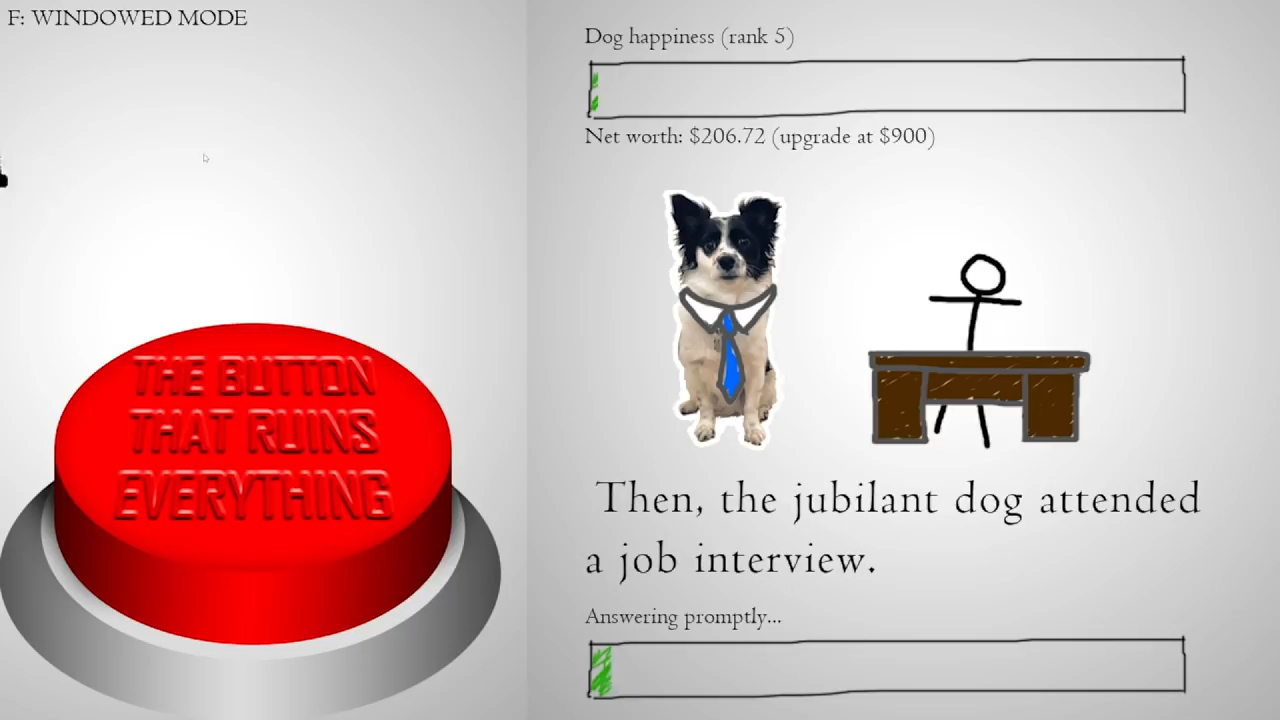 F: WINDOWED MODE
THE BUTTON
THAT RUINS
EVERYTHING
Dog happiness (rank 5)
Net worth: $206.72 (upgrade at $900)
Then, the jubilant dog attended
a job interview.
Answering promptly...